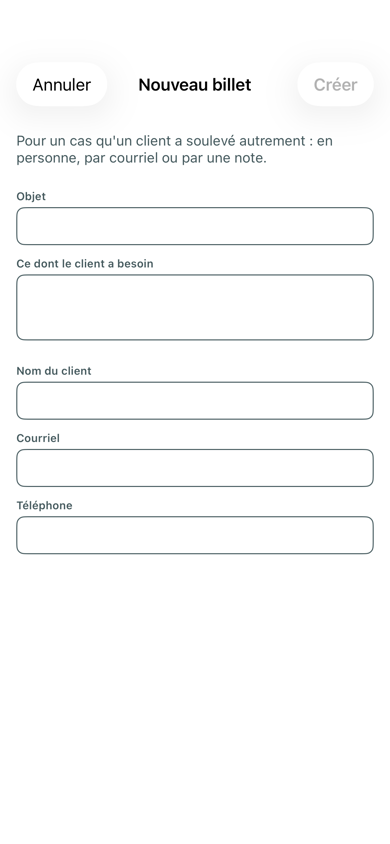 Annuler
Nouveau billet
Créer
Pour un cas qu'un client a soulevé autrement : en
personne, par courriel ou par une note.
Objet
Ce dont le client a besoin
Nom du client
Courriel
Téléphone